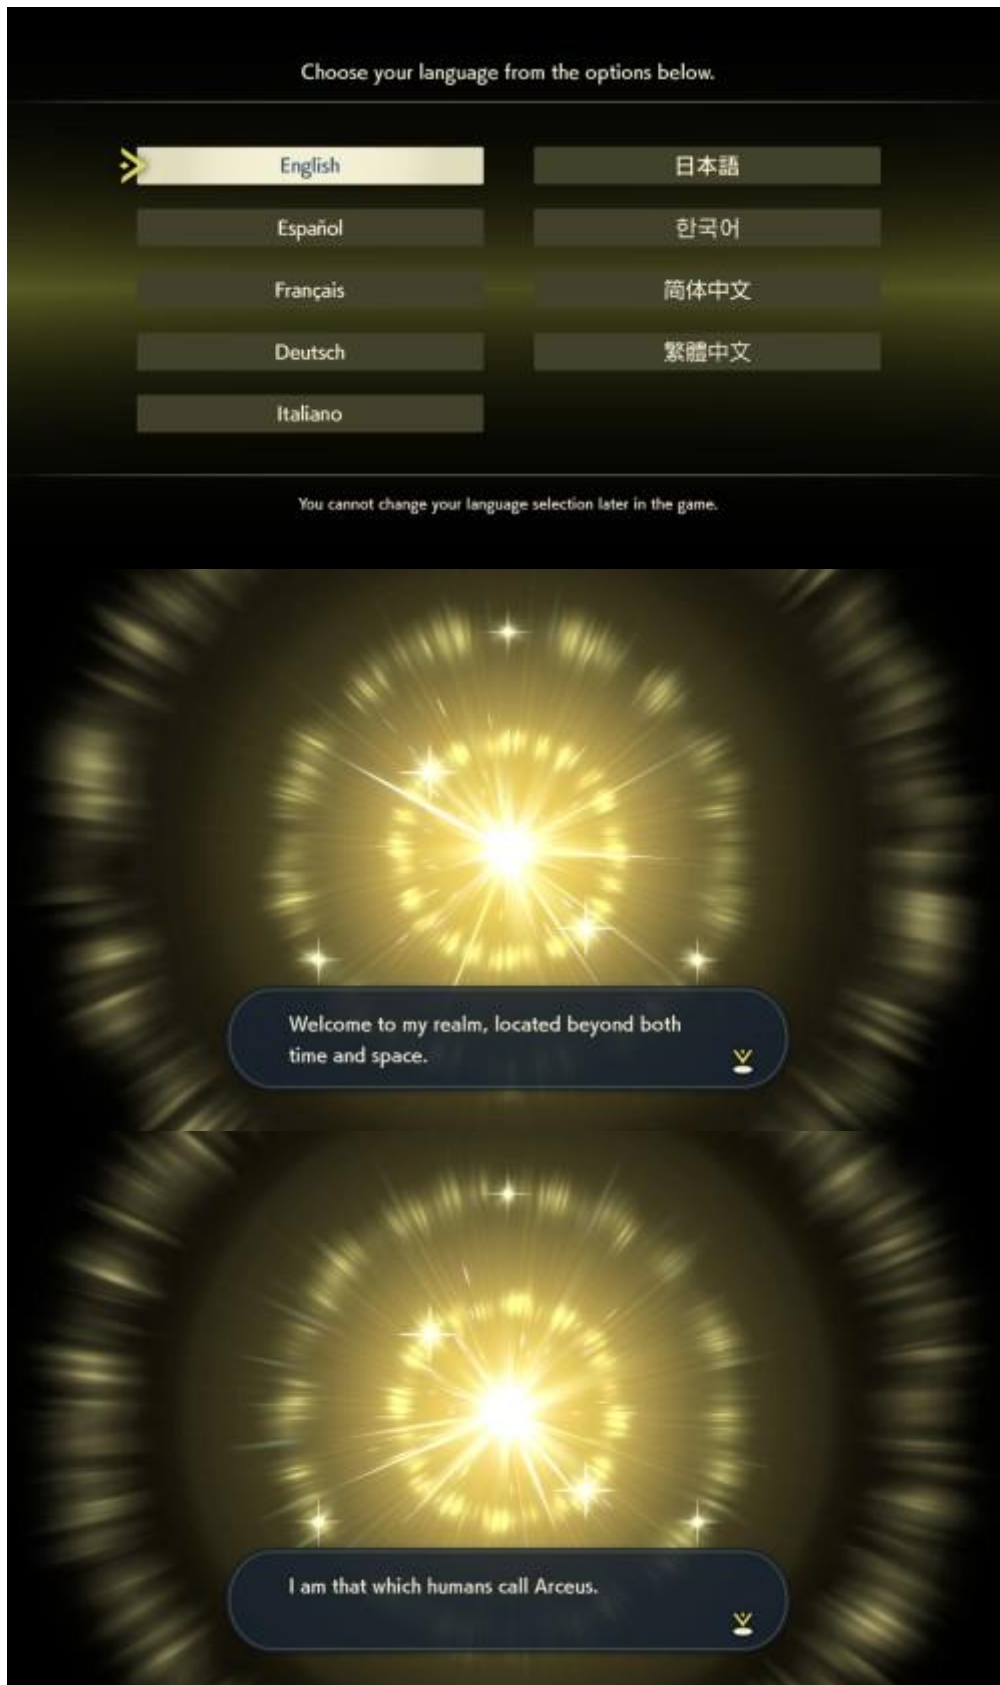 Choose your language from the options below.
English
日本語
Español
한국어
Français
简体中文
Deutsch
繁體中文
Italiano
You cannot change your language selection later in the game.
Welcome to my realm, located beyond both
time and space.
I am that which humans call Arceus.